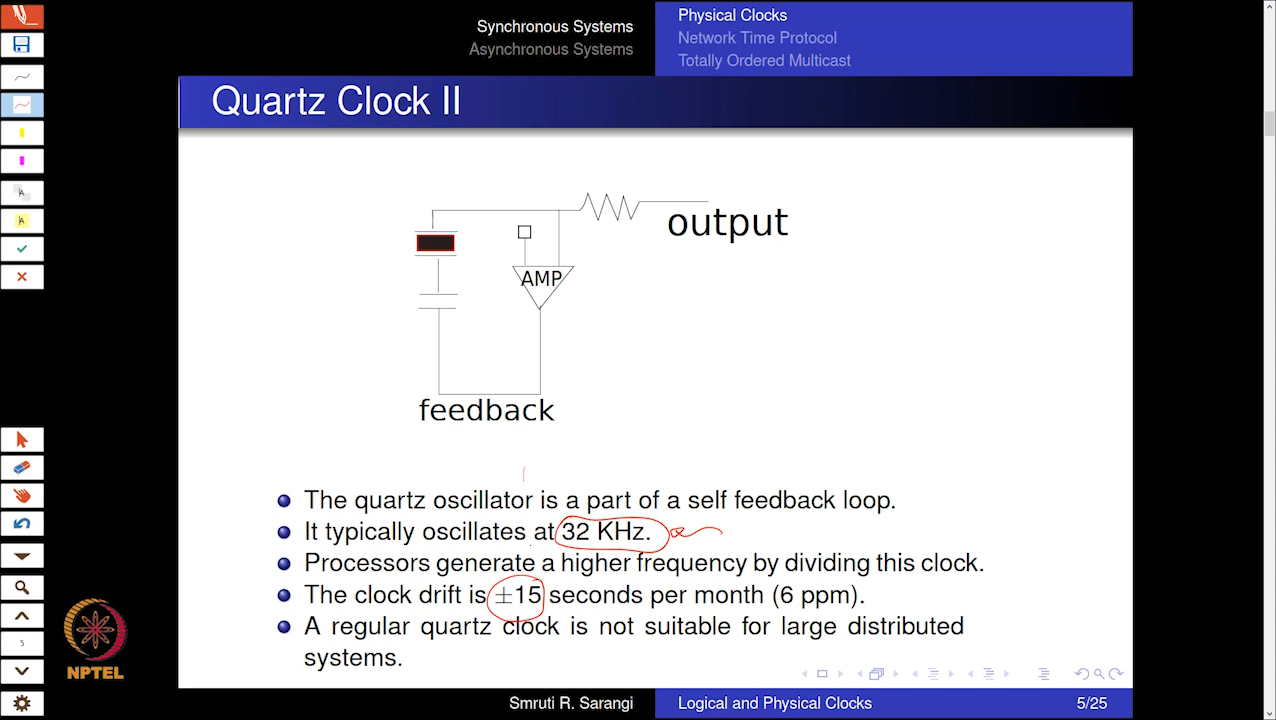 Synchronous Systems
Asynchronous Systems
Physical Clocks
Network Time Protocol
Totally Ordered Multicast
Quartz Clock II
output
AMP
feedback
The quartz oscillator is a part of a self feedback loop.
It typically oscillates at 32 KHz.
Processors generate a higher frequency by dividing this clock.
The clock drift is ±15 seconds per month (6 ppm).
A regular quartz clock is not suitable for large distributed
systems.
A
A
5
NPTEL
Smruti R. Sarangi
Logical and Physical Clocks
5/25